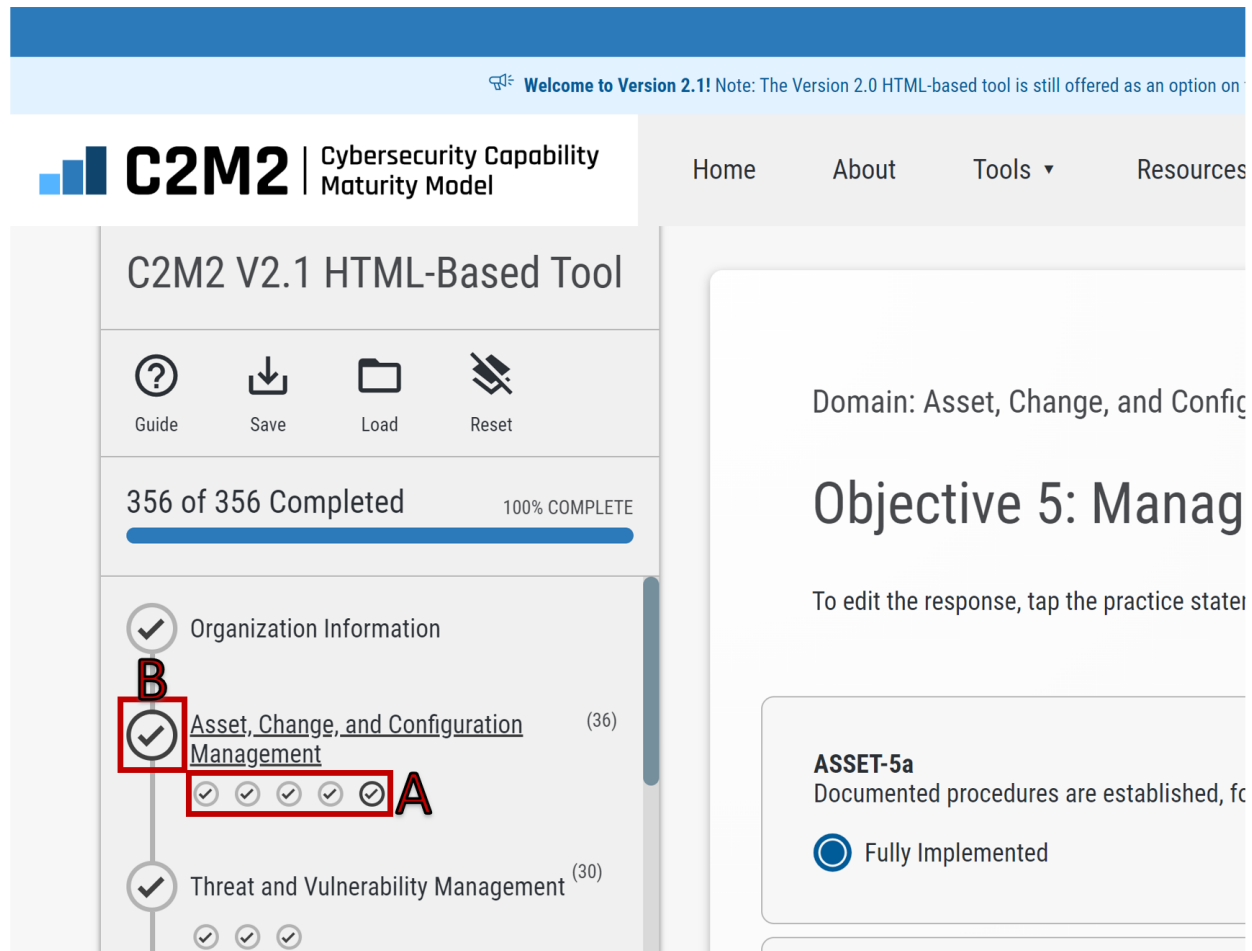 Welcome to Version 2.1! Note: The Version 2.0 HTML-based tool is still offered as an option on
C2M2 | Cybersecurity Capability
Maturity Model
Home About Tools ▾ Resources
C2M2 V2.1 HTML-Based Tool
Guide Save Load Reset
356 of 356 Completed 100% COMPLETE
Organization Information
B
Asset, Change, and Configuration (36)
Management
A
Threat and Vulnerability Management (30)
Domain: Asset, Change, and Config
Objective 5: Manag
To edit the response, tap the practice stater
ASSET-5a
Documented procedures are established, fo
Fully Implemented